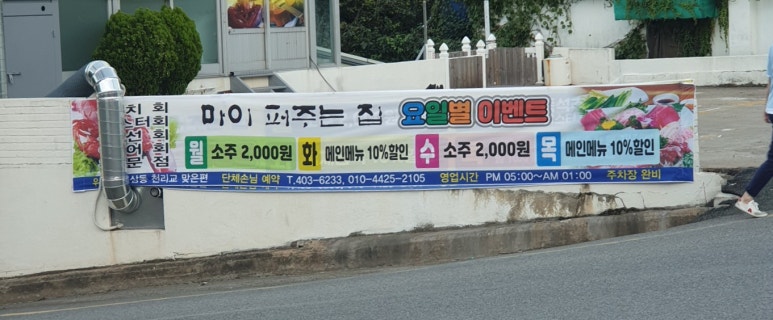 치 회
스터 회
선 회
어 회
문 점
마이 퍼주는 집 요일별 이벤트
월 소주 2,000원 화 메인메뉴 10%할인 수 소주 2,000원 목 메인메뉴 10%할인
천리교 맞은편 단체손님 예약 T.403-6233, 010-4425-2105 영업시간 PM 05:00~AM 01:00 주차장 완비